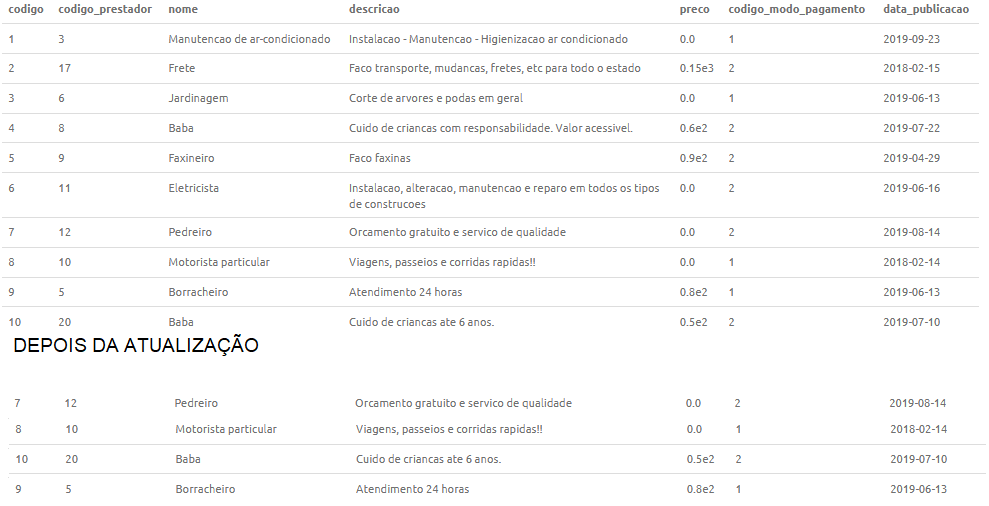 codigo codigo_prestador nome descricao preco codigo_modo_pagamento data_publicacao
1 3 Manutencao de ar-condicionado Instalacao - Manutencao - Higienizacao ar condicionado 0.0 1 2019-09-23
2 17 Frete Faco transporte, mudancas, fretes, etc para todo o estado 0.15e3 2 2018-02-15
3 6 Jardinagem Corte de arvores e podas em geral 0.0 1 2019-06-13
4 8 Baba Cuido de criancas com responsabilidade. Valor acessivel. 0.6e2 2 2019-07-22
5 9 Faxineiro Faco faxinas 0.9e2 2 2019-04-29
6 11 Eletricista Instalacao, alteracao, manutencao e reparo em todos os tipos 0.0 2 2019-06-16
de construcoes
7 12 Pedreiro Orcamento gratuito e servico de qualidade 0.0 2 2019-08-14
8 10 Motorista particular Viagens, passeios e corridas rapidas!! 0.0 1 2018-02-14
9 5 Borracheiro Atendimento 24 horas 0.8e2 1 2019-06-13
10 20 Baba Cuido de criancas ate 6 anos. 0.5e2 2 2019-07-10
DEPOIS DA ATUALIZAÇÃO
7 12 Pedreiro Orcamento gratuito e servico de qualidade 0.0 2 2019-08-14
8 10 Motorista particular Viagens, passeios e corridas rapidas!! 0.0 1 2018-02-14
10 20 Baba Cuido de criancas ate 6 anos. 0.5e2 2 2019-07-10
9 5 Borracheiro Atendimento 24 horas 0.8e2 1 2019-06-13